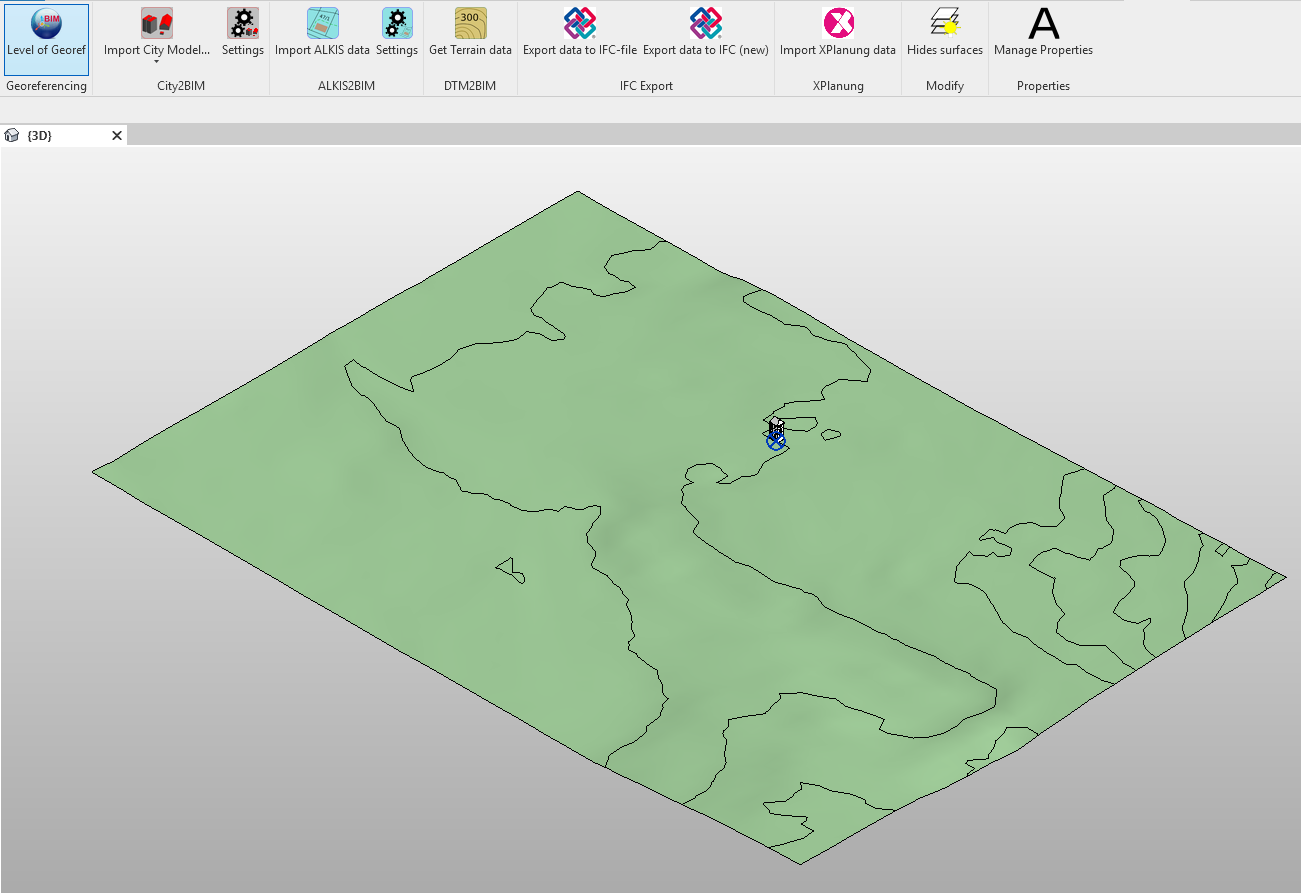 BIM
300
Level of Georef
Import City Model...
Settings
Import ALKIS data
Settings
Get Terrain data
Export data to IFC-file
Export data to IFC (new)
Import XPlanung data
Hides surfaces
A
Manage Properties
Georeferencing
City2BIM
ALKIS2BIM
DTM2BIM
IFC Export
XPlanung
Modify
Properties
{3D}